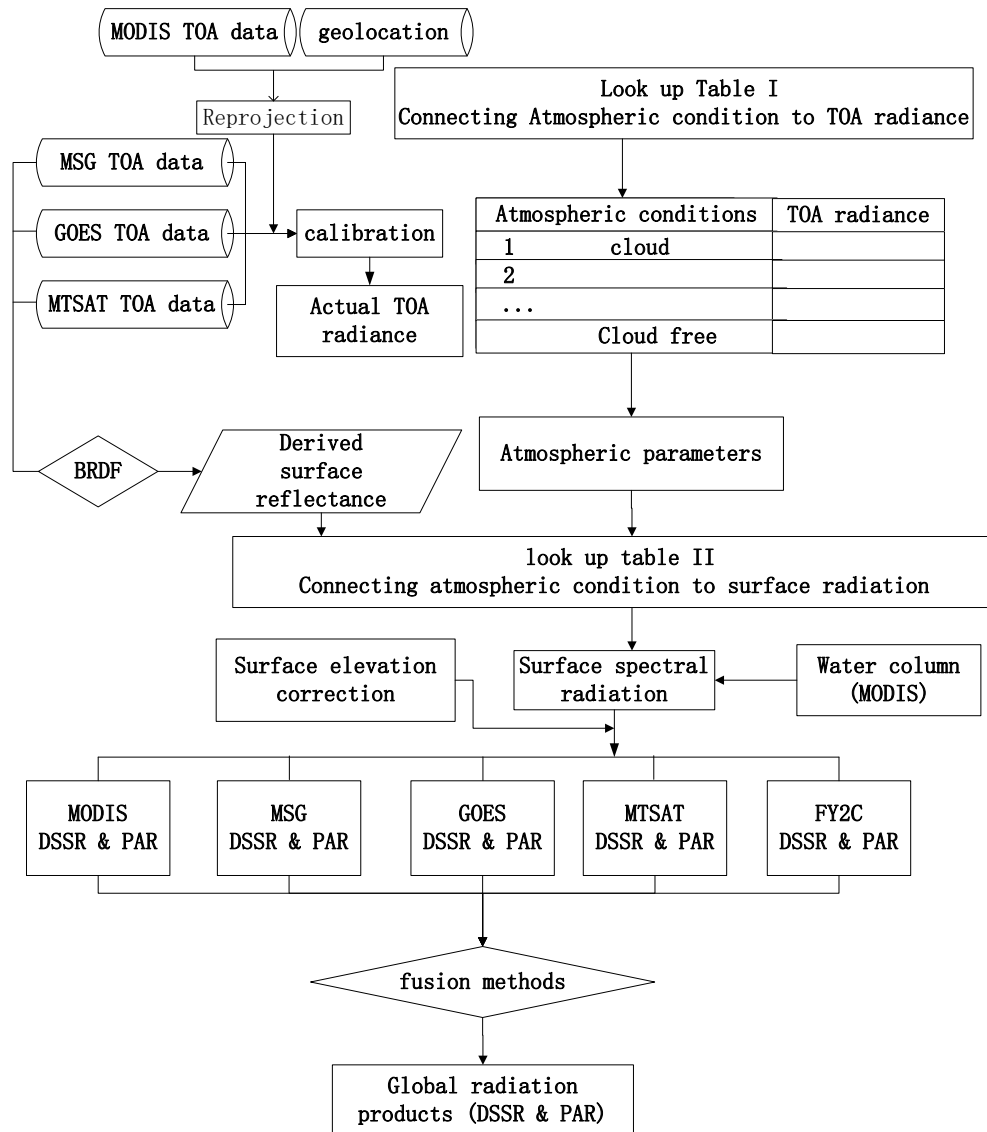 MODIS TOA data
geolocation
Reprojection
MSG TOA data
GOES TOA data
MTSAT TOA data
calibration
Actual TOA
radiance
Look up Table I
Connecting Atmospheric condition to TOA radiance
Atmospheric conditions
TOA radiance
1 cloud
2
...
Cloud free
BRDF
Derived
surface
reflectance
Atmospheric parameters
look up table II
Connecting atmospheric condition to surface radiation
Surface elevation
correction
Surface spectral
radiation
Water column
(MODIS)
MODIS
DSSR & PAR
MSG
DSSR & PAR
GOES
DSSR & PAR
MTSAT
DSSR & PAR
FY2C
DSSR & PAR
fusion methods
Global radiation
products (DSSR & PAR)